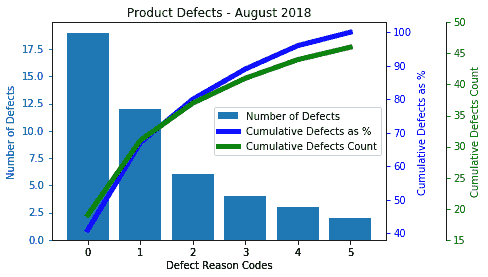 Product Defects - August 2018
Number of Defects
17.5
15.0
12.5
10.0
7.5
5.0
2.5
0.0
0 1 2 3 4 5
Defect Reason Codes
Number of Defects
Cumulative Defects as %
Cumulative Defects Count
100
90
80
70
60
50
40
Cumulative Defects as %
50
45
40
35
30
25
20
15
Cumulative Defects Count